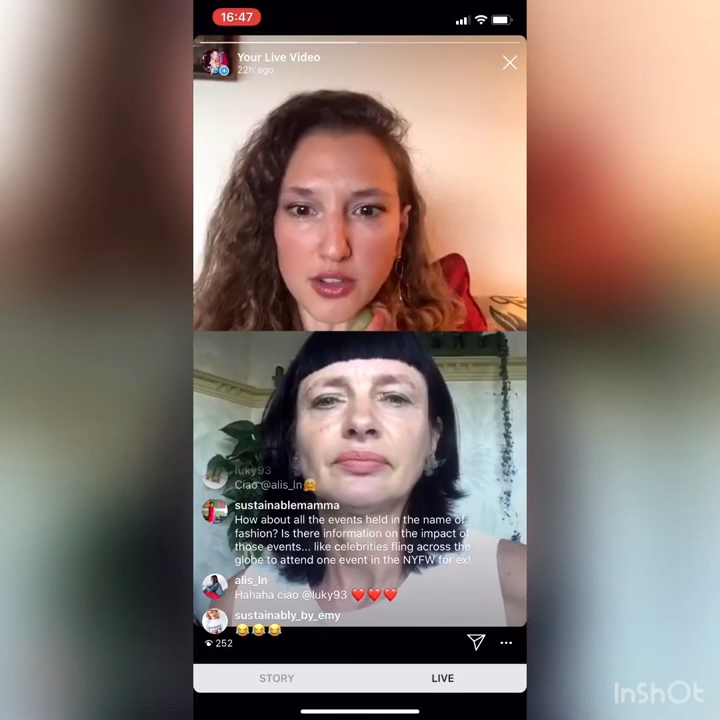 16:47
Your Live Video
22h ago
luky93
Ciao @alis_ln🤗
sustainablemamma
How about all the events held in the name of
fashion? Is there information on the impact of
those events... like celebrities fling across the
globe to attend one event in the NYFW for ex!
alis_ln
Hahaha ciao @luky93 ❤️❤️❤️
sustainably_by_emy
😂😂😂
252
STORY
LIVE
InShOt